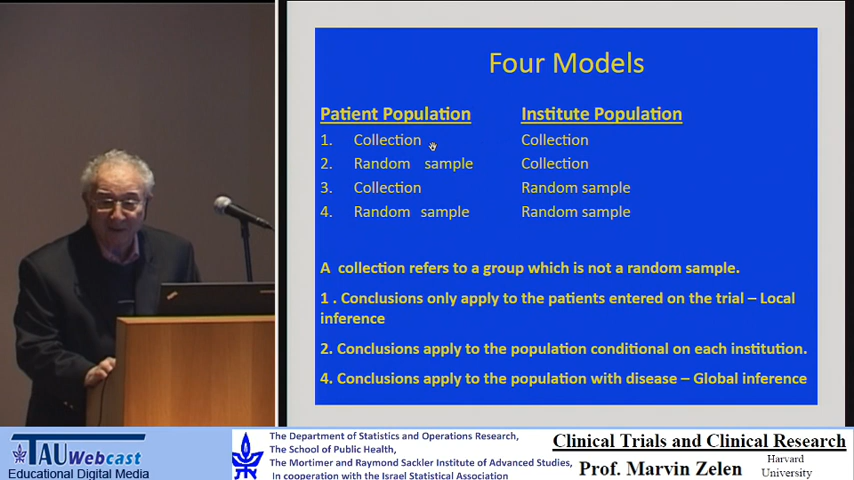 Four Models
Patient Population Institute Population
1. Collection Collection
2. Random sample Collection
3. Collection Random sample
4. Random sample Random sample
A collection refers to a group which is not a random sample.
1 . Conclusions only apply to the patients entered on the trial – Local
inference
2. Conclusions apply to the population conditional on each institution.
4. Conclusions apply to the population with disease – Global inference
TAU Webcast
Educational Digital Media
The Department of Statistics and Operations Research,
The School of Public Health,
The Mortimer and Raymond Sackler Institute of Advanced Studies,
In cooperation with the Israel Statistical Association
Clinical Trials and Clinical Research
Prof. Marvin Zelen
Harvard
University